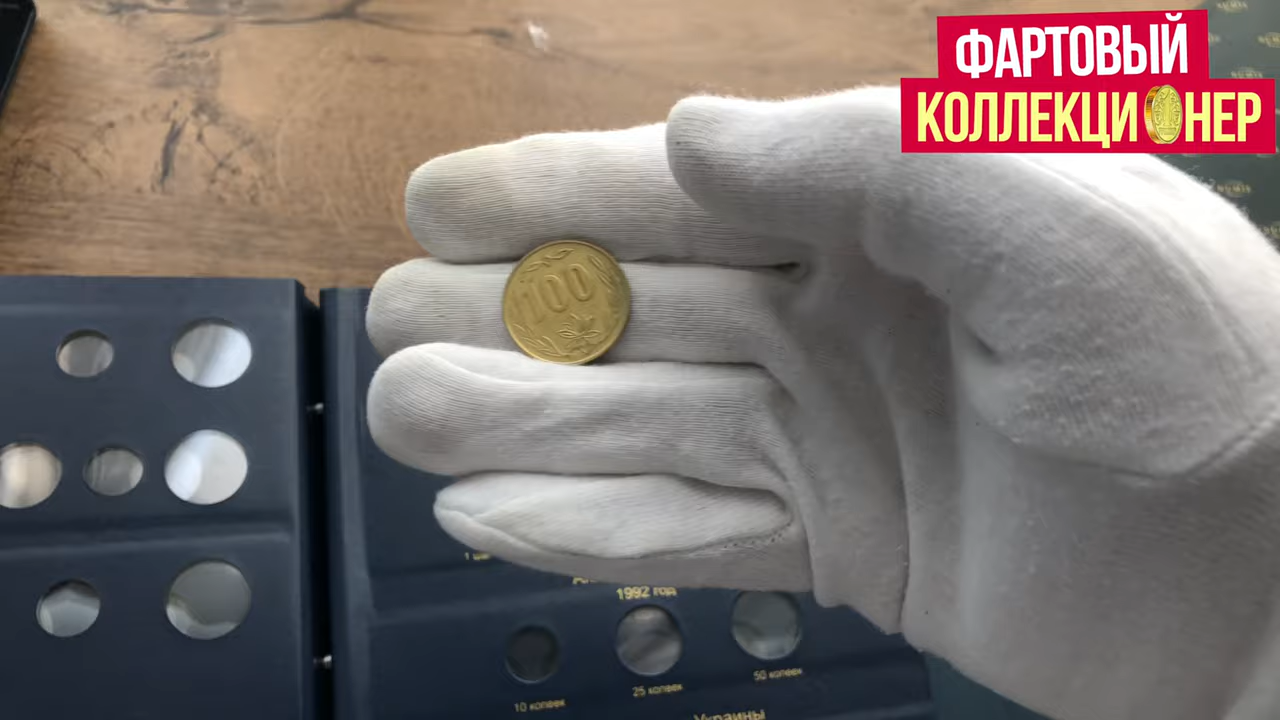 ФАРТОВЫЙ
КОЛЛЕКЦИОНЕР
100
1992 год
10 копеек
25 копеек
50 копеек
Украины